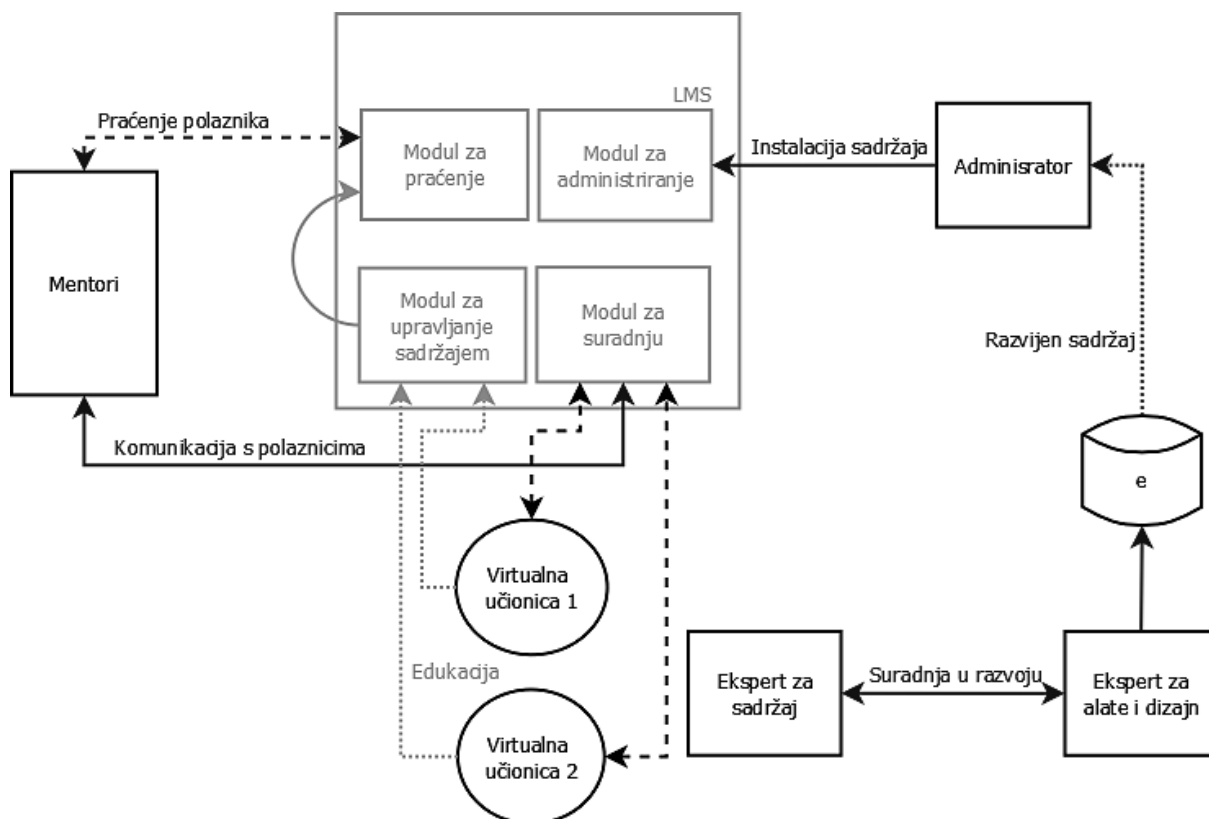 LMS
Praćenje polaznika
Modul za
praćenje
Modul za
administriranje
Instalacija sadržaja
Adminisrator
Mentori
Modul za
upravljanje
sadržajem
Modul za
suradnju
Razvijen sadržaj
Komunikacija s polaznicima
e
Virtualna
učionica 1
Edukacija
Ekspert za
sadržaj
Suradnja u razvoju
Ekspert za
alate i dizajn
Virtualna
učionica 2